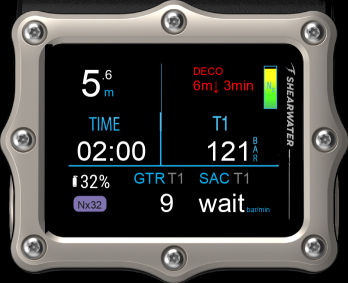 5.6 m
DECO
6m↓ 3min
N₂
TIME
02:00
T1
121 BAR
32%
Nx32
GTR T1
9
SAC T1
wait bar/min
SHEARWATER